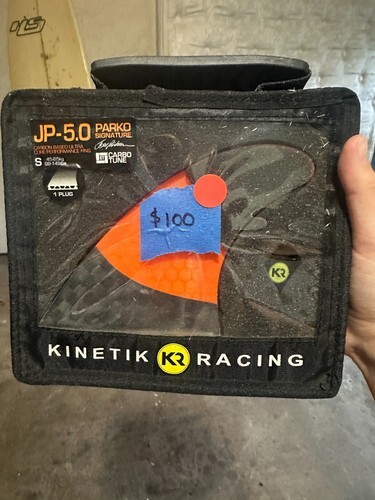 JP-5.0
PARKO
SIGNATURE
CARBON BASED ULTRA
CORE PERFORMANCE FINS
CARBO
TUNE
S
1 PLUG
$100
KR
KINETIK KR RACING